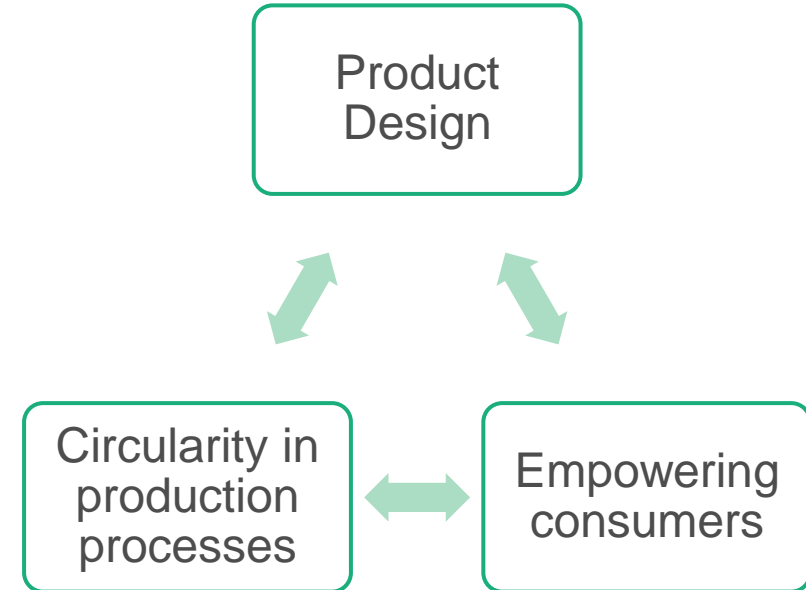 Product
Design
Circularity in
production
processes
Empowering
consumers